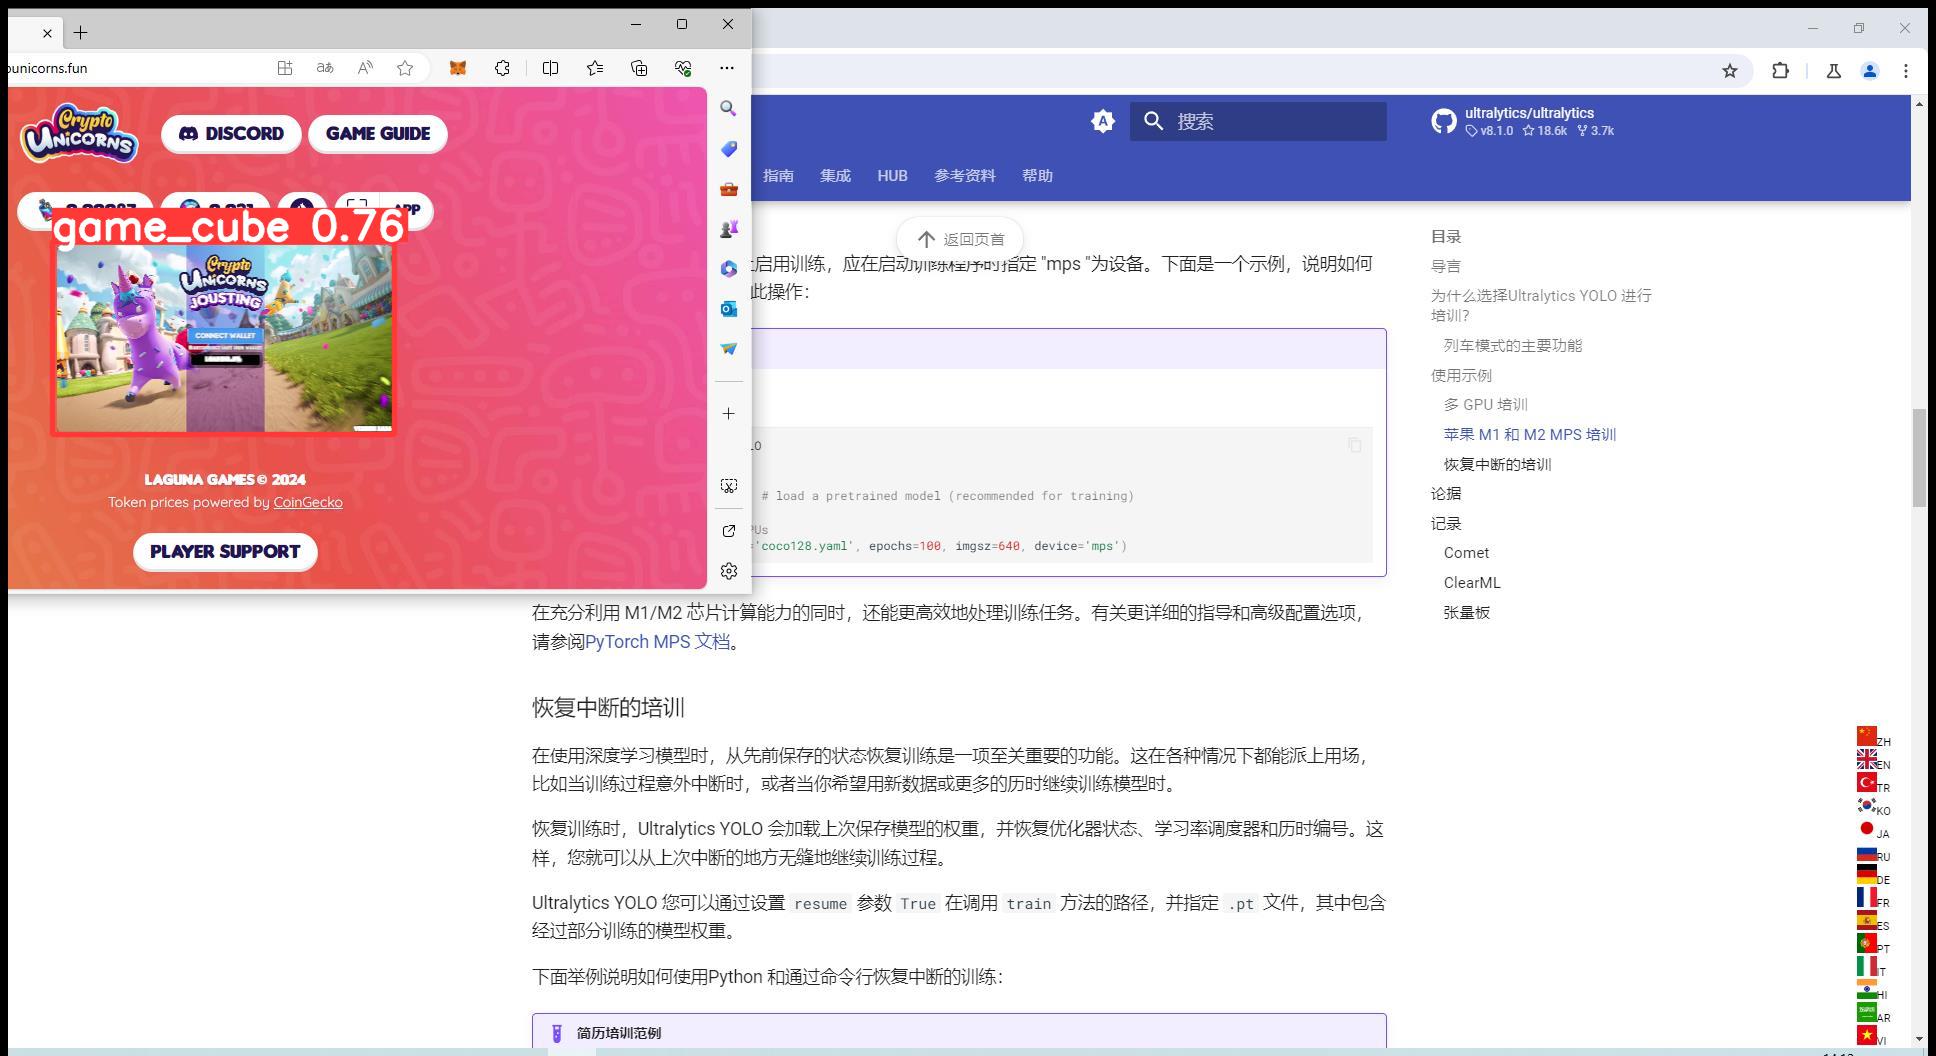 ounicorns.fun
Crypto
UNICORNS
DISCORD
GAME GUIDE
APP
game_cube 0.76
Crypto
UNICORNS
JOUSTING
CONNECT WALLET
LAGUNA GAMES © 2024
Token prices powered by CoinGecko
PLAYER SUPPORT
搜索
ultralytics/ultralytics
v8.1.0 18.6k 3.7k
指南 集成 HUB 参考资料 帮助
返回页首
启用训练，应在启动训练程序时指定 "mps "为设备。下面是一个示例，说明如何
此操作：
# load a pretrained model (recommended for training)
PUs
='coco128.yaml', epochs=100, imgsz=640, device='mps')
在充分利用 M1/M2 芯片计算能力的同时，还能更高效地处理训练任务。有关更详细的指导和高级配置选项，
请参阅PyTorch MPS 文档。
恢复中断的培训
在使用深度学习模型时，从先前保存的状态恢复训练是一项至关重要的功能。这在各种情况下都能派上用场，
比如当训练过程意外中断时，或者当你希望用新数据或更多的历时继续训练模型时。
恢复训练时，Ultralytics YOLO 会加载上次保存模型的权重，并恢复优化器状态、学习率调度器和历时编号。这
样，您就可以从上次中断的地方无缝地继续训练过程。
Ultralytics YOLO 您可以通过设置 resume 参数 True 在调用 train 方法的路径，并指定 .pt 文件，其中包含
经过部分训练的模型权重。
下面举例说明如何使用Python 和通过命令行恢复中断的训练：
简历培训范例
目录
导言
为什么选择Ultralytics YOLO 进行
培训？
列车模式的主要功能
使用示例
多 GPU 培训
苹果 M1 和 M2 MPS 培训
恢复中断的培训
论据
记录
Comet
ClearML
张量板
ZH
EN
TR
KO
JA
RU
DE
FR
ES
PT
IT
HI
AR
VI